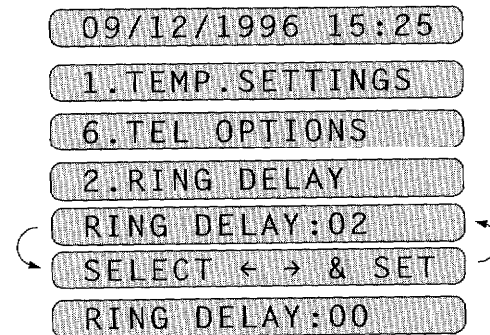 09/12/1996 15:25
1.TEMP.SETTINGS
6.TEL OPTIONS
2.RING DELAY
RING DELAY:02
SELECT ← → & SET
RING DELAY:00